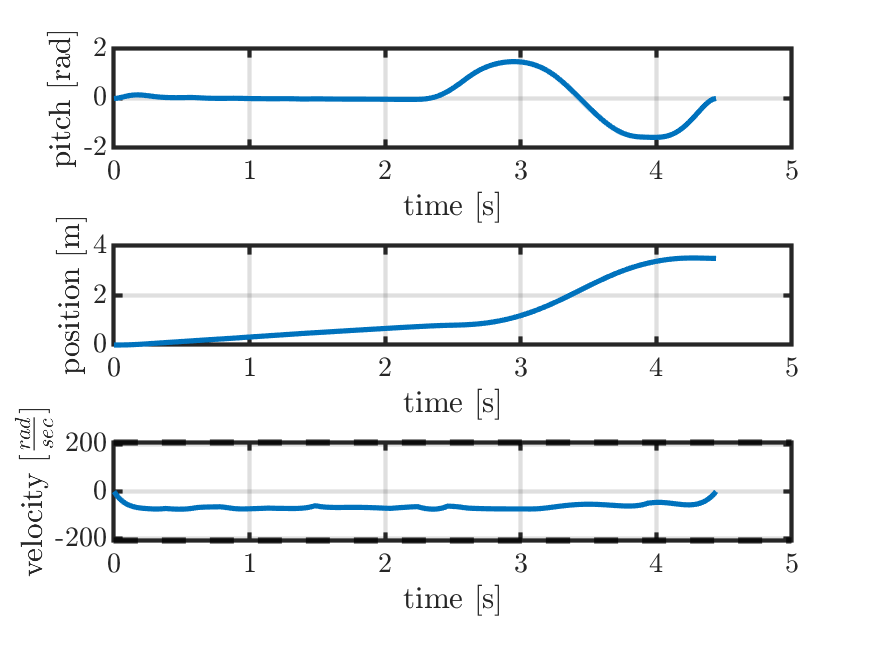 pitch [rad]
2
0
-2
0 1 2 3 4 5
time [s]
position [m]
4
2
0
0 1 2 3 4 5
time [s]
velocity [rad/sec]
200
0
-200
0 1 2 3 4 5
time [s]